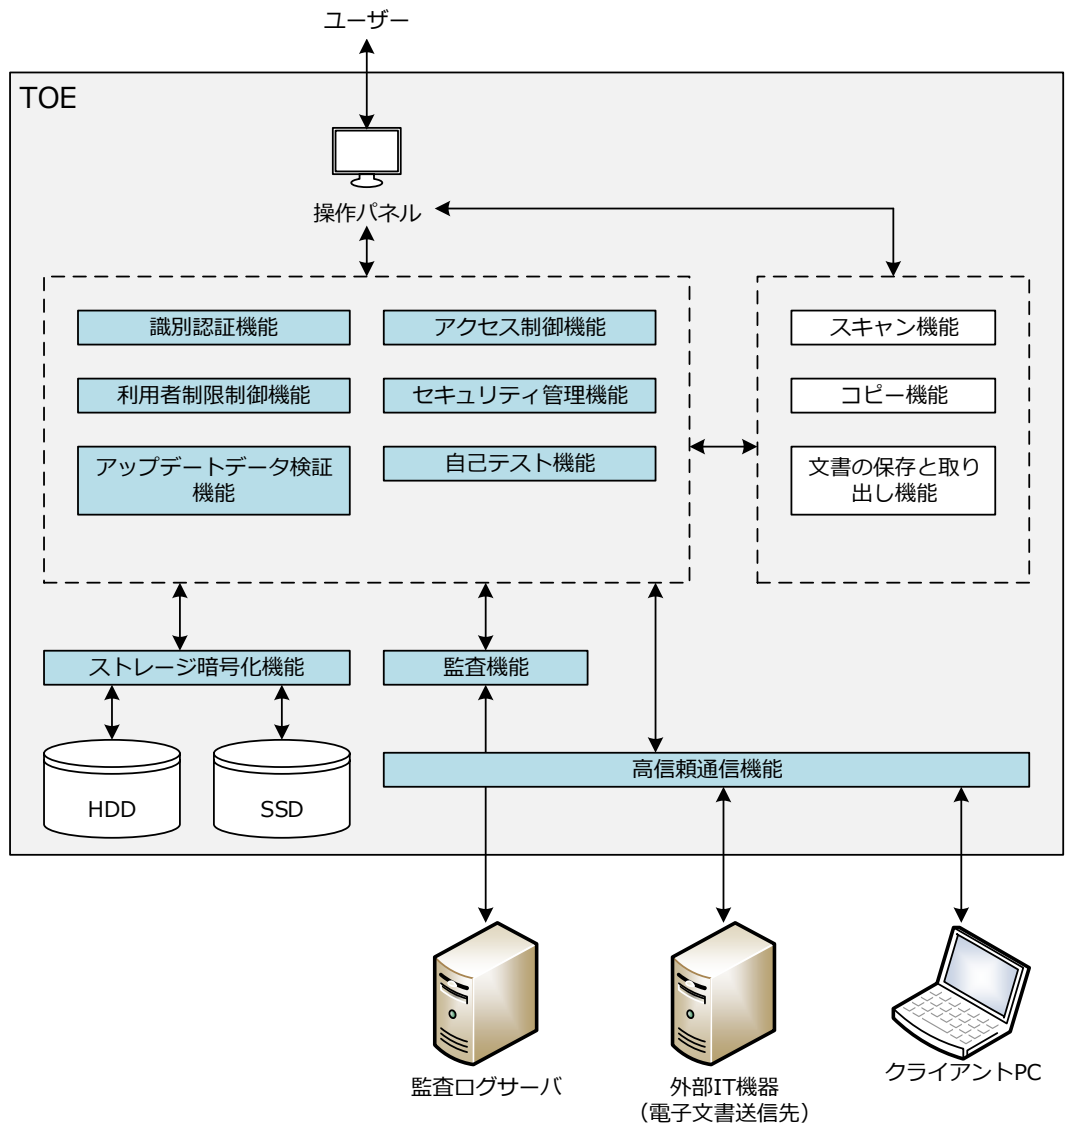 ユーザー
TOE
操作パネル
識別認証機能
アクセス制御機能
スキャン機能
利用者制限制御機能
セキュリティ管理機能
コピー機能
アップデートデータ検証
機能
自己テスト機能
文書の保存と取り
出し機能
ストレージ暗号化機能
監査機能
高信頼通信機能
HDD
SSD
監査ログサーバ
外部IT機器
（電子文書送信先）
クライアントPC